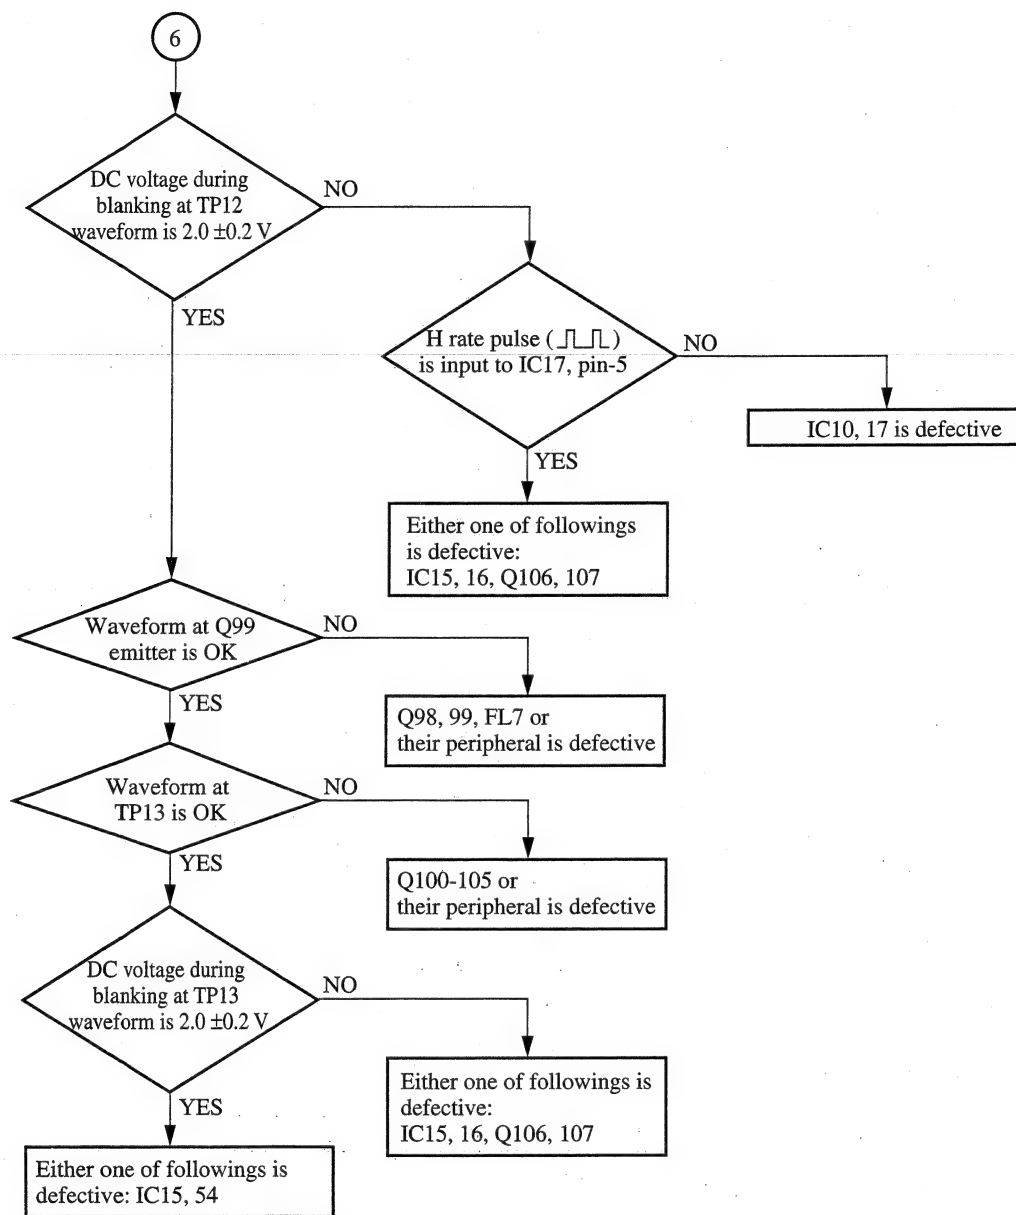 6
DC voltage during
blanking at TP12
waveform is 2.0 ±0.2 V
NO
YES
H rate pulse ( )
is input to IC17, pin-5
NO
IC10, 17 is defective
YES
Either one of followings
is defective:
IC15, 16, Q106, 107
Waveform at Q99
emitter is OK
NO
YES
Q98, 99, FL7 or
their peripheral is defective
Waveform at
TP13 is OK
NO
YES
Q100-105 or
their peripheral is defective
DC voltage during
blanking at TP13
waveform is 2.0 ±0.2 V
NO
YES
Either one of followings is
defective:
IC15, 16, Q106, 107
Either one of followings is
defective: IC15, 54